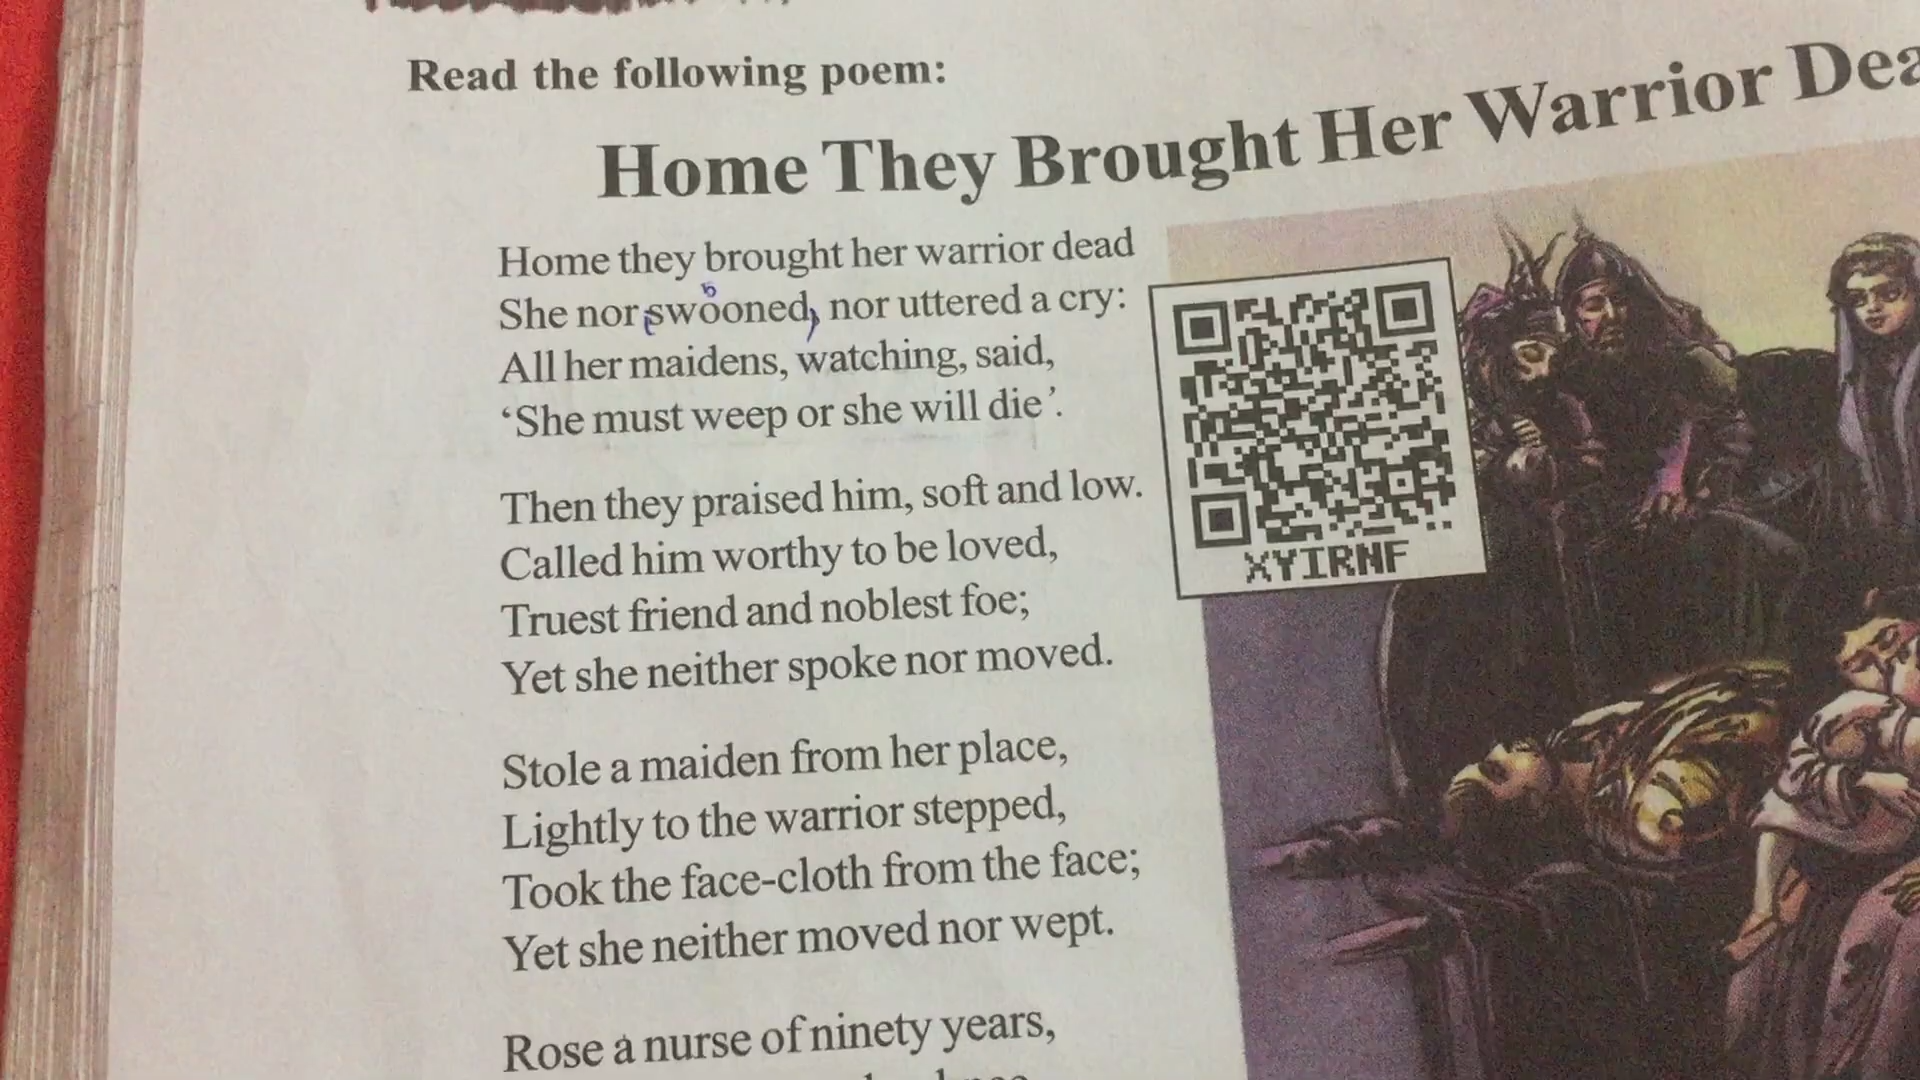 Read the following poem:
Home They Brought Her Warrior
Home they brought her warrior dead
She nor swooned, nor uttered a cry:
All her maidens, watching, said,
‘She must weep or she will die’.
Then they praised him, soft and low.
Called him worthy to be loved,
Truest friend and noblest foe;
Yet she neither spoke nor moved.
Stole a maiden from her place,
Lightly to the warrior stepped,
Took the face-cloth from the face;
Yet she neither moved nor wept.
Rose a nurse of ninety years,
XYIRNF